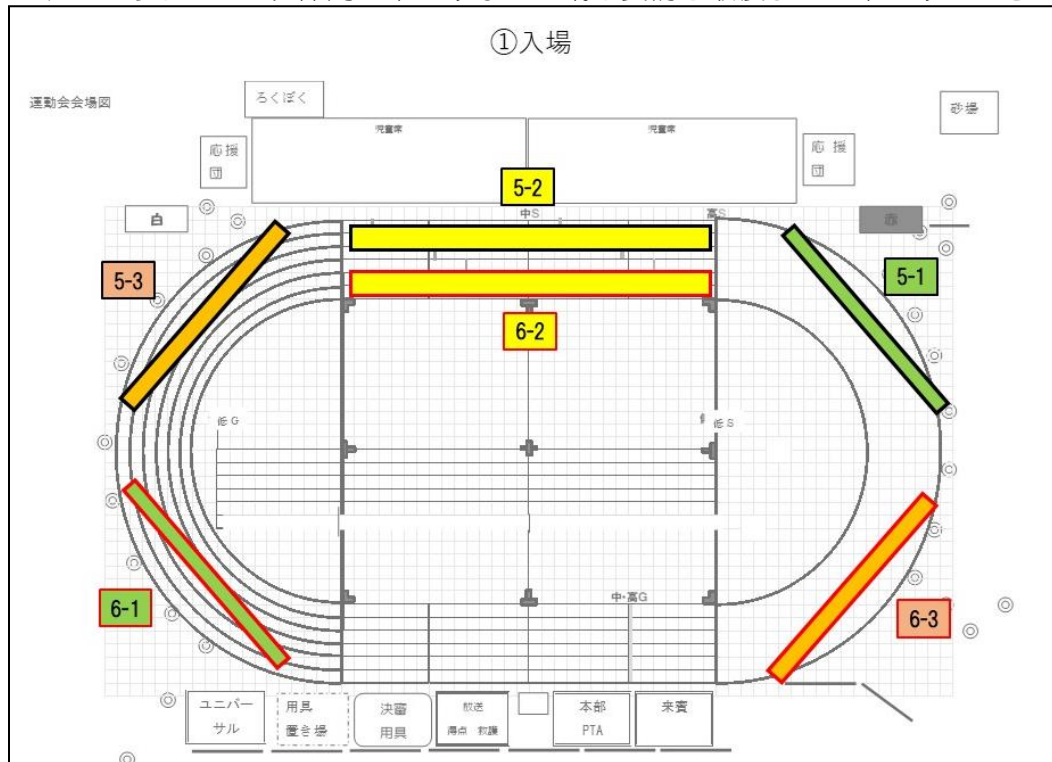 ①入場
運動会会場図
ろくぼく
砂場
児童席
児童席
応援
団
応援
団
5-2
白
中S
高S
赤
5-3
5-1
6-2
低G
低S
6-1
中・高G
6-3
ユニバー
サル
用具
置き場
決審
用具
放送
得点 救護
本部
PTA
来賓